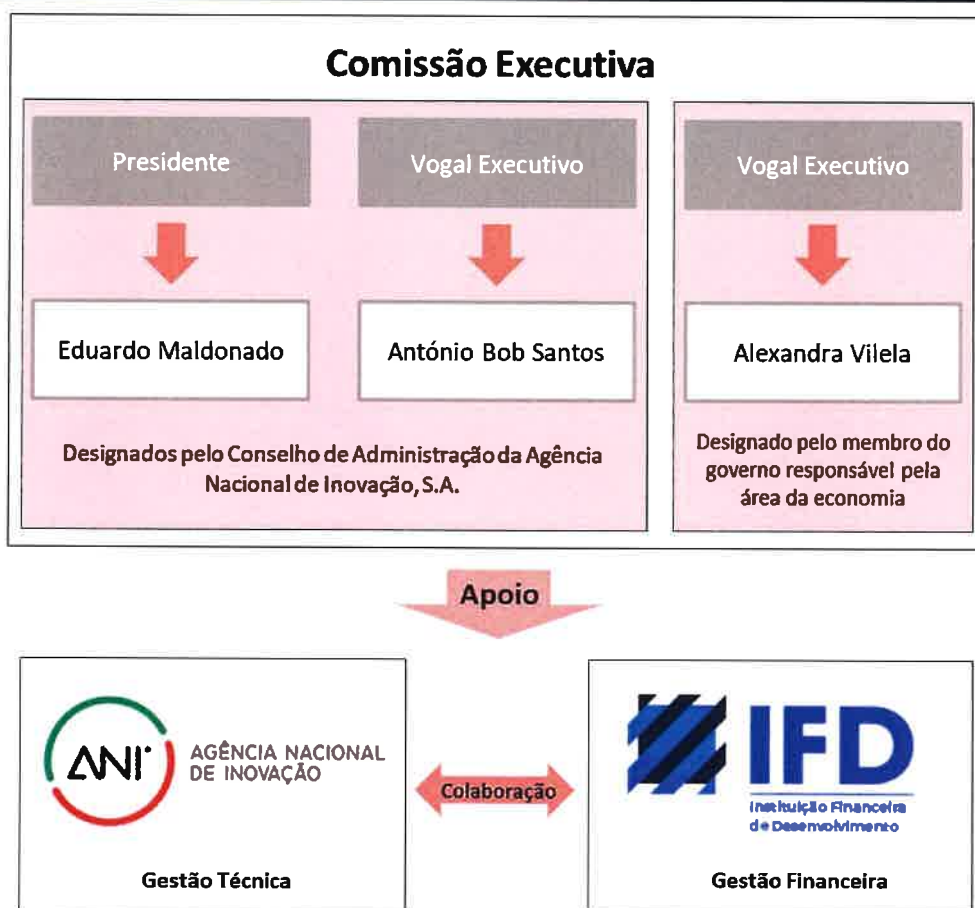 Comissão Executiva
Presidente
Vogal Executivo
Vogal Executivo
Eduardo Maldonado
António Bob Santos
Alexandra Vilela
Designados pelo Conselho de Administração da Agência
Nacional de Inovação, S.A.
Designado pelo membro do
governo responsável pela
área da economia
Apoio
ANI
AGÊNCIA NACIONAL
DE INOVAÇÃO
Gestão Técnica
Colaboração
IFD
Instituição Financeira
de Desenvolvimento
Gestão Financeira